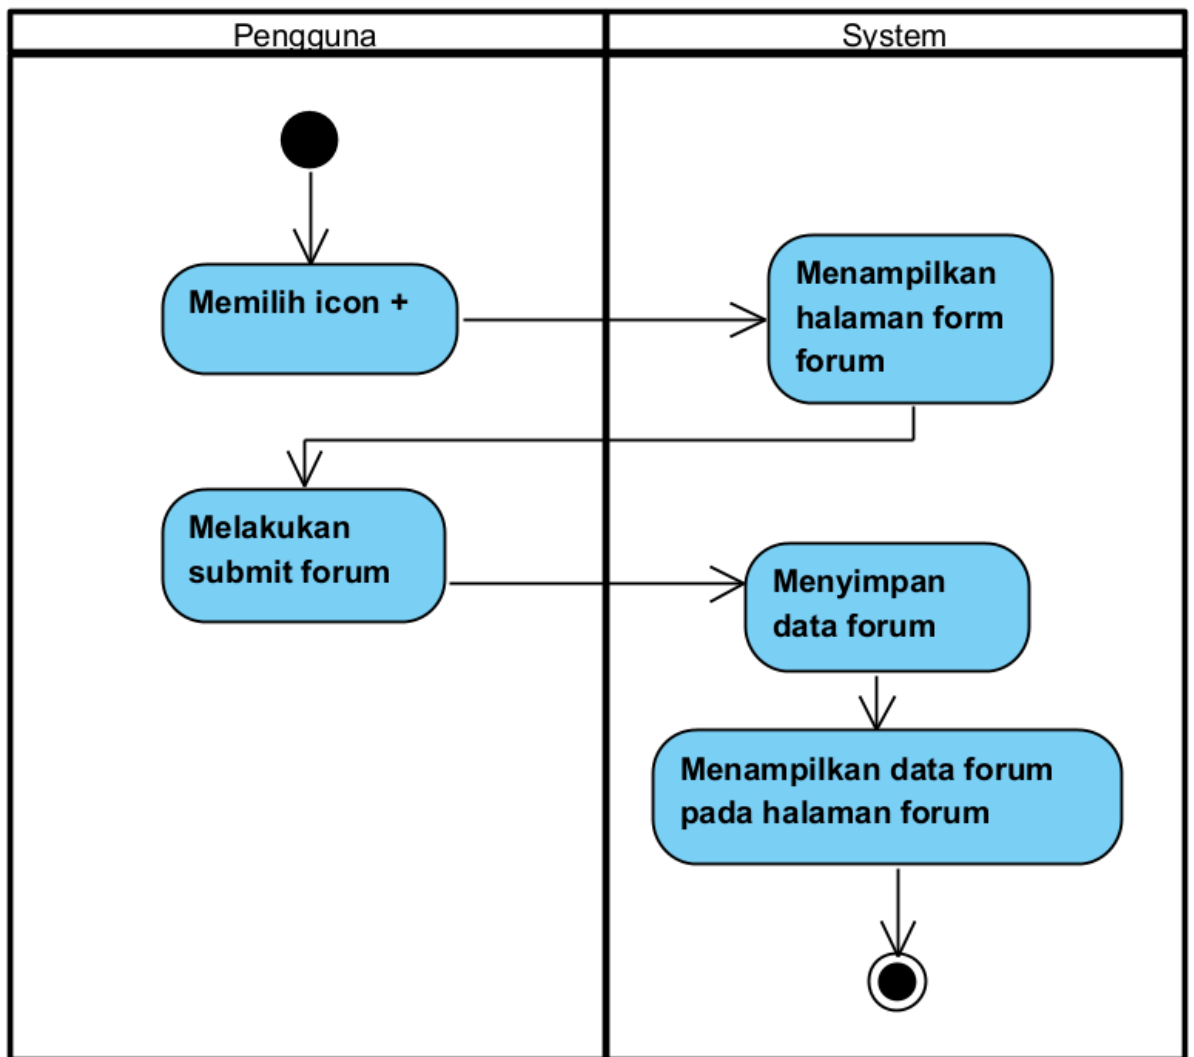 Pengguna
System
Memilih icon +
Menampilkan
halaman form
forum
Melakukan
submit forum
Menyimpan
data forum
Menampilkan data forum
pada halaman forum